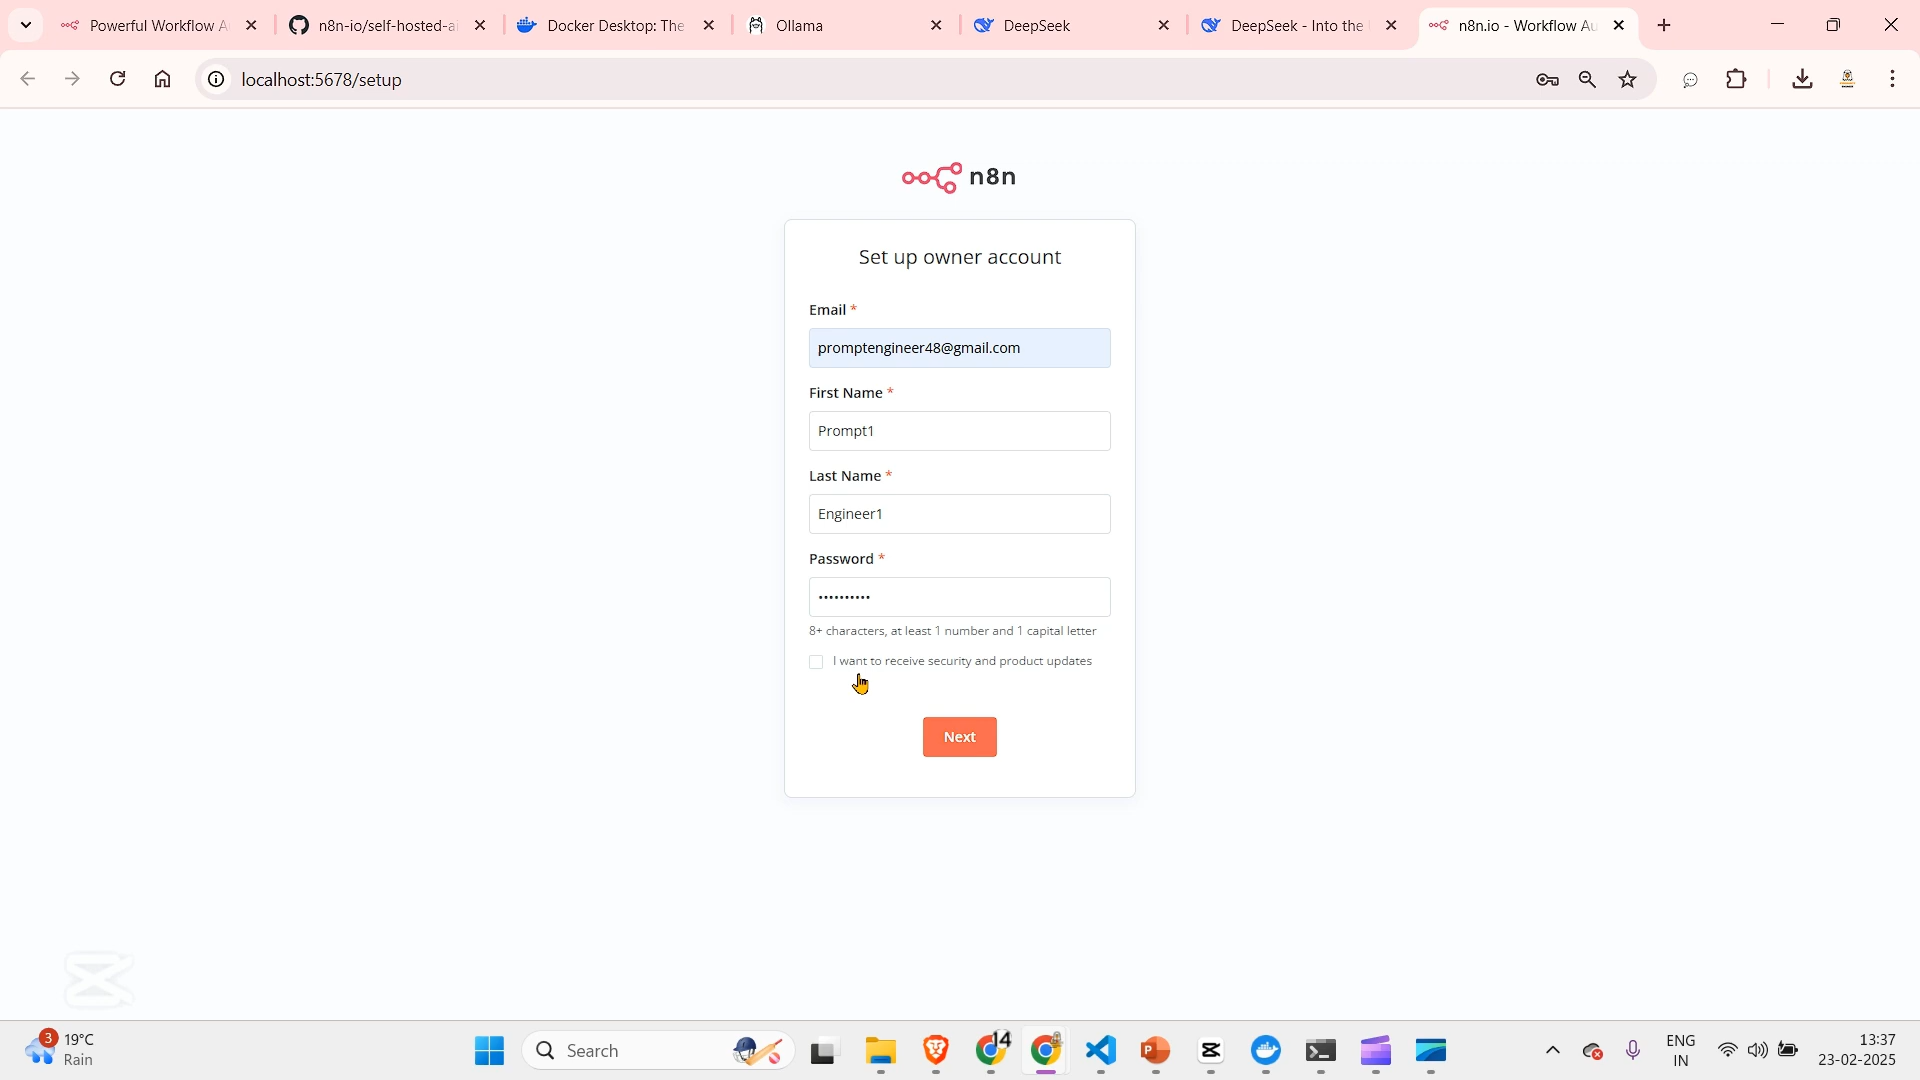 Powerful Workflow A
n8n-io/self-hosted-ai
Docker Desktop: The
Ollama
DeepSeek
DeepSeek - Into the
n8n.io - Workflow Au
localhost:5678/setup
n8n
Set up owner account
Email *
promptengineer48@gmail.com
First Name *
Prompt1
Last Name *
Engineer1
Password *
••••••••••
8+ characters, at least 1 number and 1 capital letter
I want to receive security and product updates
Next
3
19°C
Rain
Search
14
ENG
IN
13:37
23-02-2025